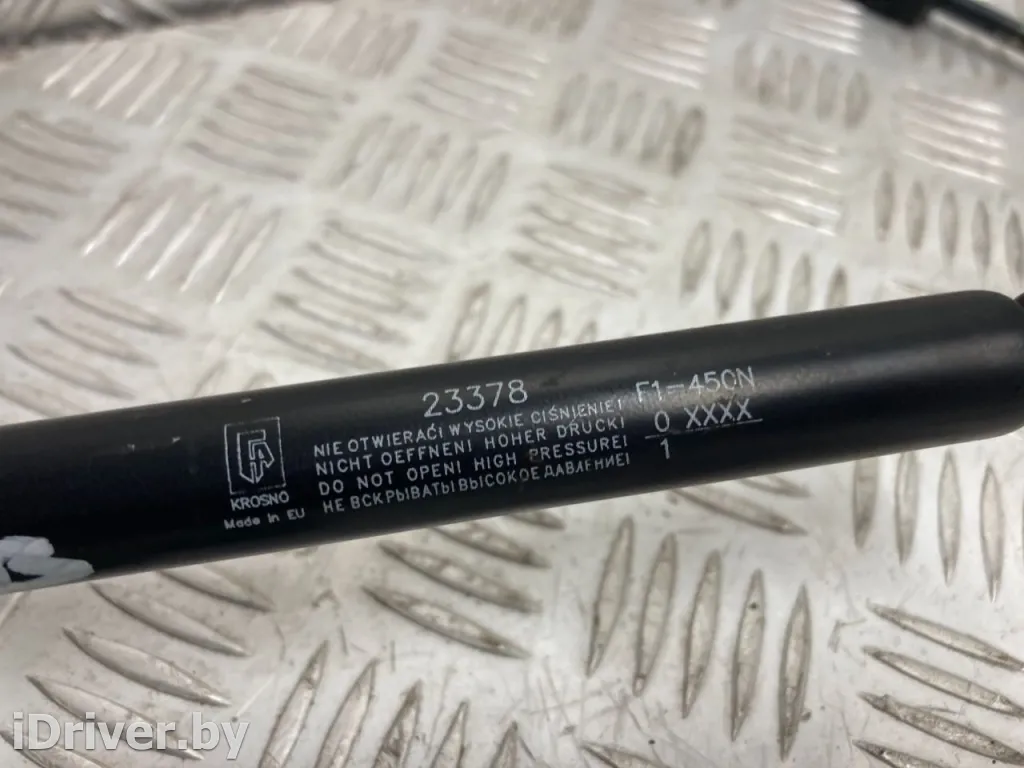 23378
F1-450N
NIE OTWIERAĆ! WYSOKIE CIŚNIENIE!
NICHT OEFFNEN! HOHER DRUCK!
DO NOT OPEN! HIGH PRESSURE!
НЕ ВСКРЫВАТЬ! ВЫСОКОЕ ДАВЛЕНИЕ!
0 XXXX
1
KROSNO
Made in EU
iDriver.by